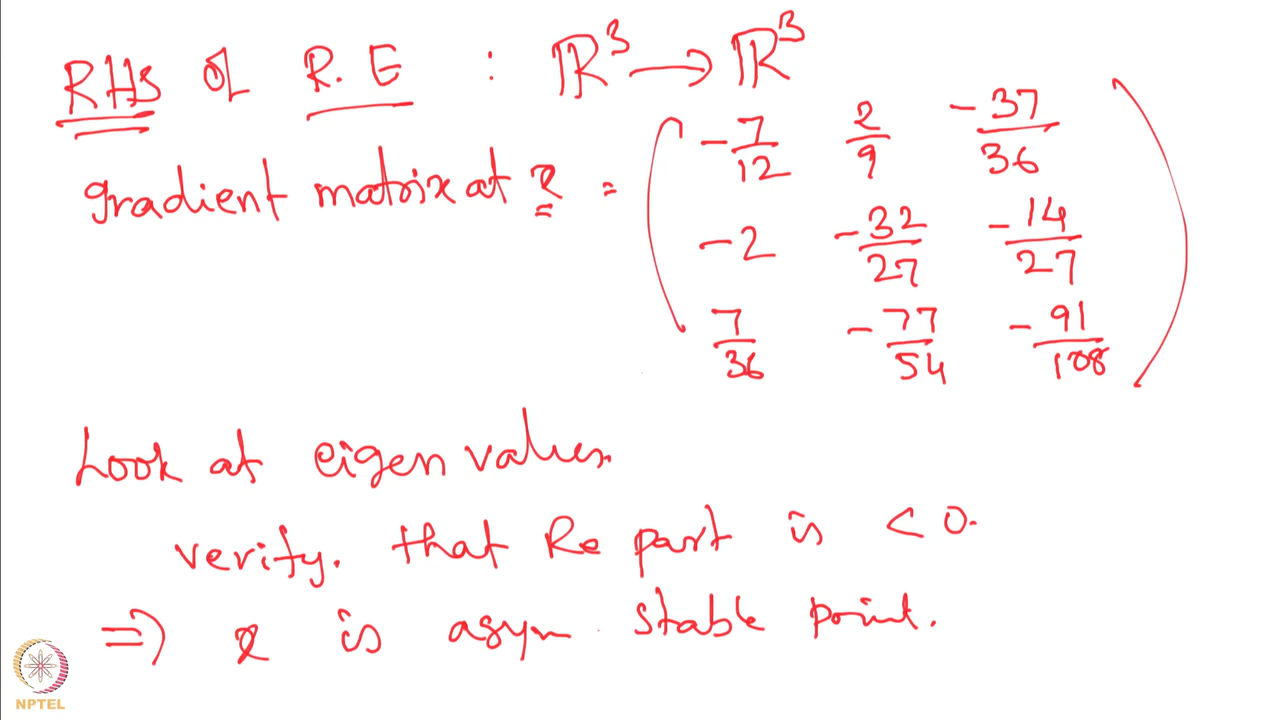 RHS of R.E : ℝ³ → ℝ³
gradient matrix at r = ( -7/12 2/9 -37/36
-2 -32/27 -14/27
7/36 -77/54 -91/108 )
Look at eigen values.
verify. that Re part is < 0.
⇒ r is asym stable point.
NPTEL